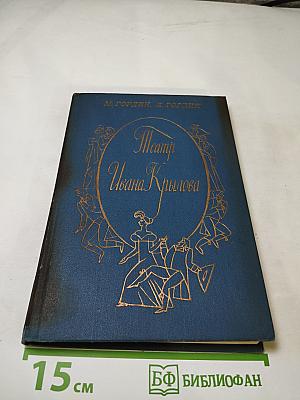 М. ГОРДИН, Я. ГОРДИН
Театр
Ивана Крылова
15 см
БФ БИБЛИОФАН